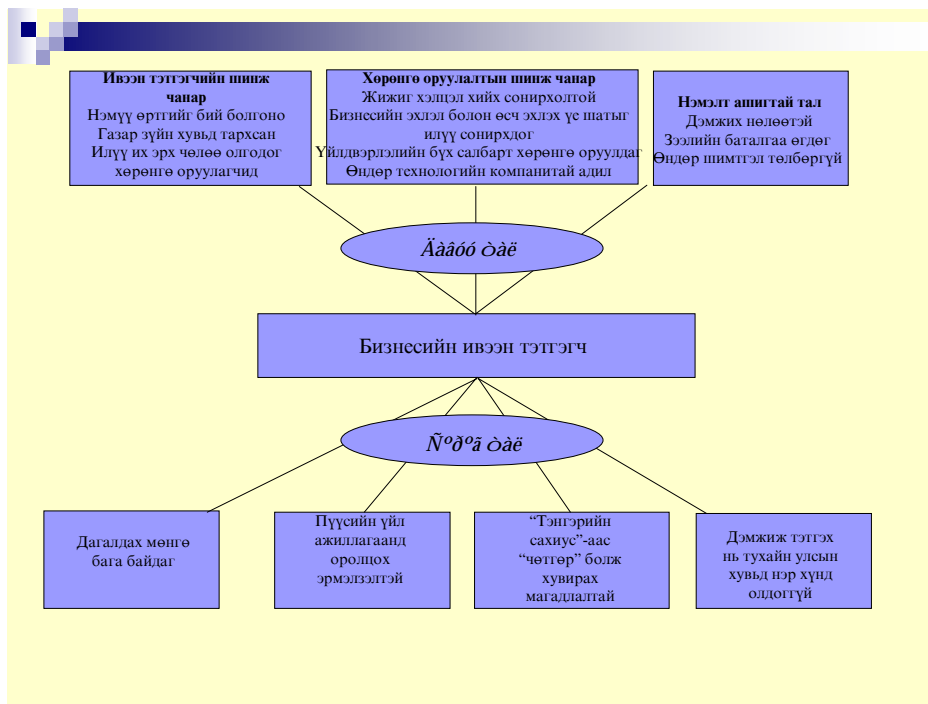 Ивээн тэтгэгчийн шинж
чанар
Нэмүү өртгийг бий болгоно
Газар зүйн хувьд тархсан
Илүү их эрх чөлөө олгодог
хөрөнгө оруулагчид
Хөрөнгө оруулалтын шинж чанар
Жижиг хэлцэл хийх сонирхолтой
Бизнесийн эхлэл болон өсч эхлэх үе шатыг
илүү сонирхдог
Үйлдвэрлэлийн бүх салбарт хөрөнгө оруулдаг
Өндөр технологийн компанитай адил
Нэмэлт ашигтай тал
Дэмжих нөлөөтэй
Зээлийн баталгаа өгдөг
Өндөр шимтгэл төлбөргүй
Äàâóó òàë
Бизнесийн ивээн тэтгэгч
Ñºðºã òàë
Дагалдах мөнгө
бага байдаг
Пүүсийн үйл
ажиллагаанд
оролцох
эрмэлзэлтэй
“Тэнгэрийн
сахиус”-аас
“чөтгөр” болж
хувирах
магадлалтай
Дэмжиж тэтгэх
нь тухайн улсын
хувьд нэр хүнд
олдоггүй